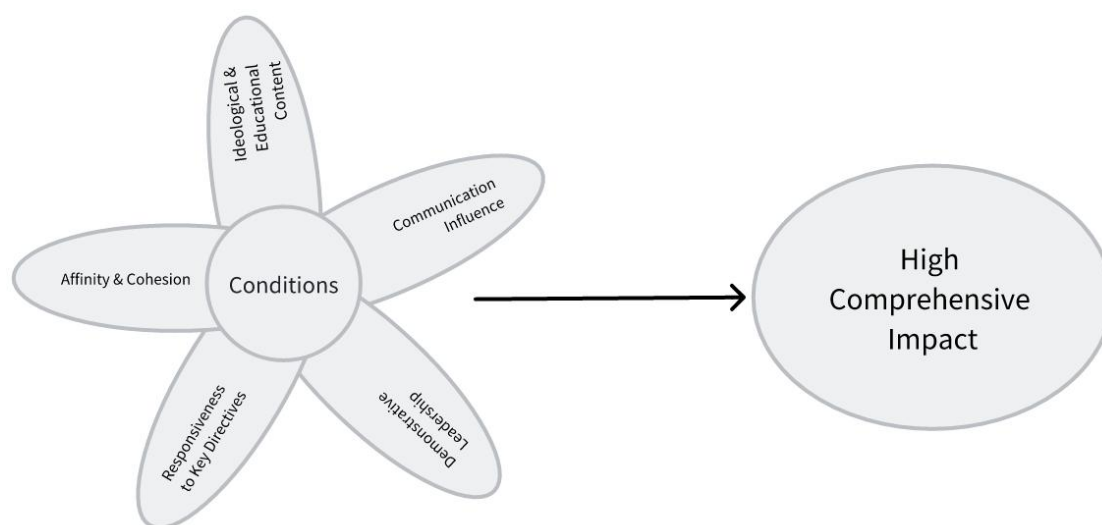 Ideological &
Educational
Content
Communication
Influence
Affinity & Cohesion
Conditions
High
Comprehensive
Impact
Responsiveness
to Key Directives
Demonstrative
Leadership